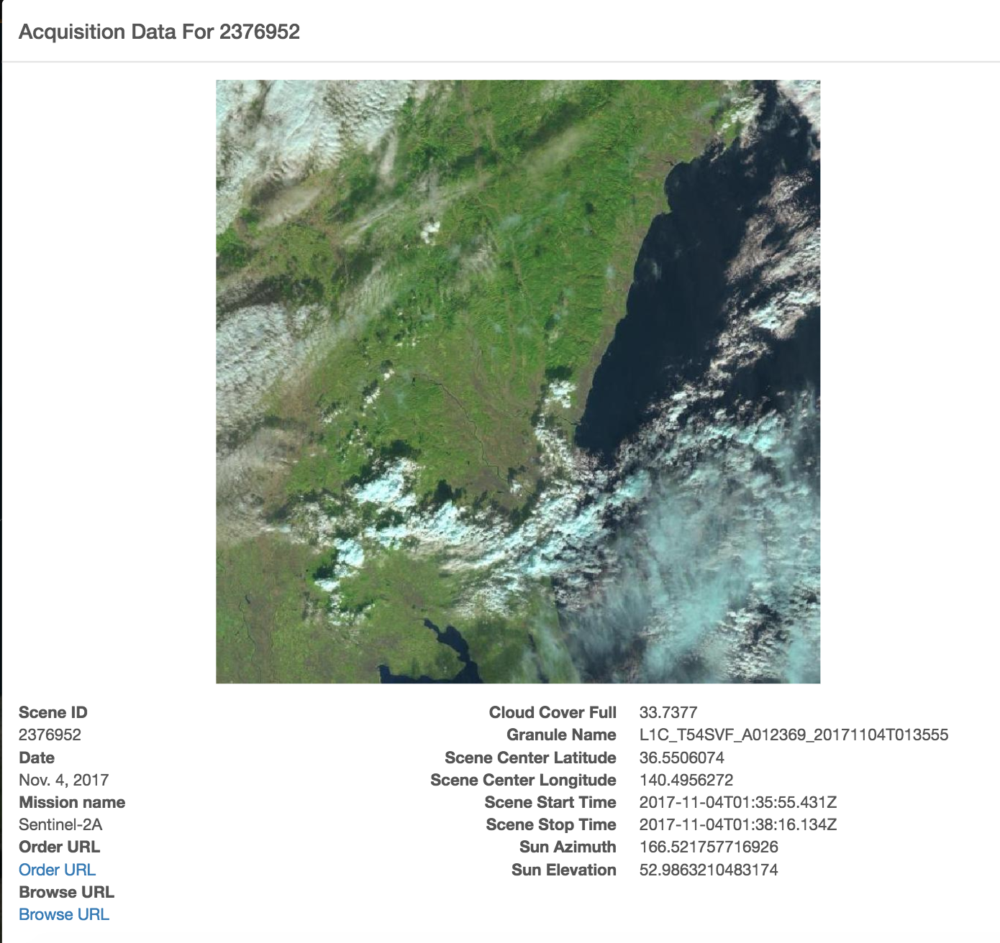 Acquisition Data For 2376952
Scene ID
2376952
Date
Nov. 4, 2017
Mission name
Sentinel-2A
Order URL
Order URL
Browse URL
Browse URL
Cloud Cover Full 33.7377
Granule Name L1C_T54SVF_A012369_20171104T013555
Scene Center Latitude 36.5506074
Scene Center Longitude 140.4956272
Scene Start Time 2017-11-04T01:35:55.431Z
Scene Stop Time 2017-11-04T01:38:16.134Z
Sun Azimuth 166.521757716926
Sun Elevation 52.9863210483174